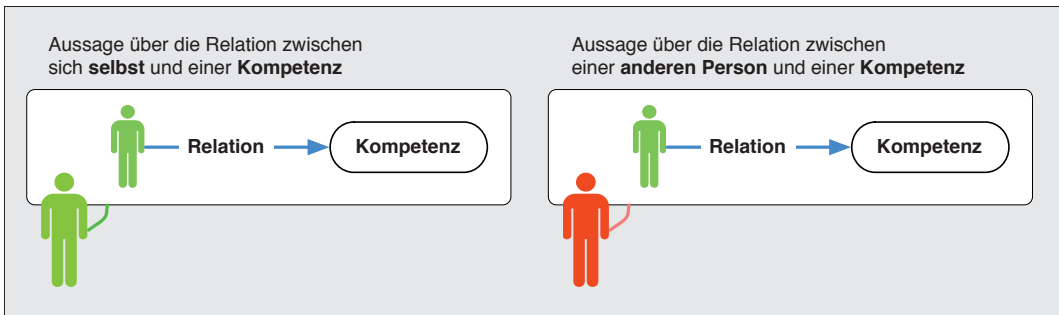 Aussage über die Relation zwischen
sich selbst und einer Kompetenz
Relation
Kompetenz
Aussage über die Relation zwischen
einer anderen Person und einer Kompetenz
Relation
Kompetenz